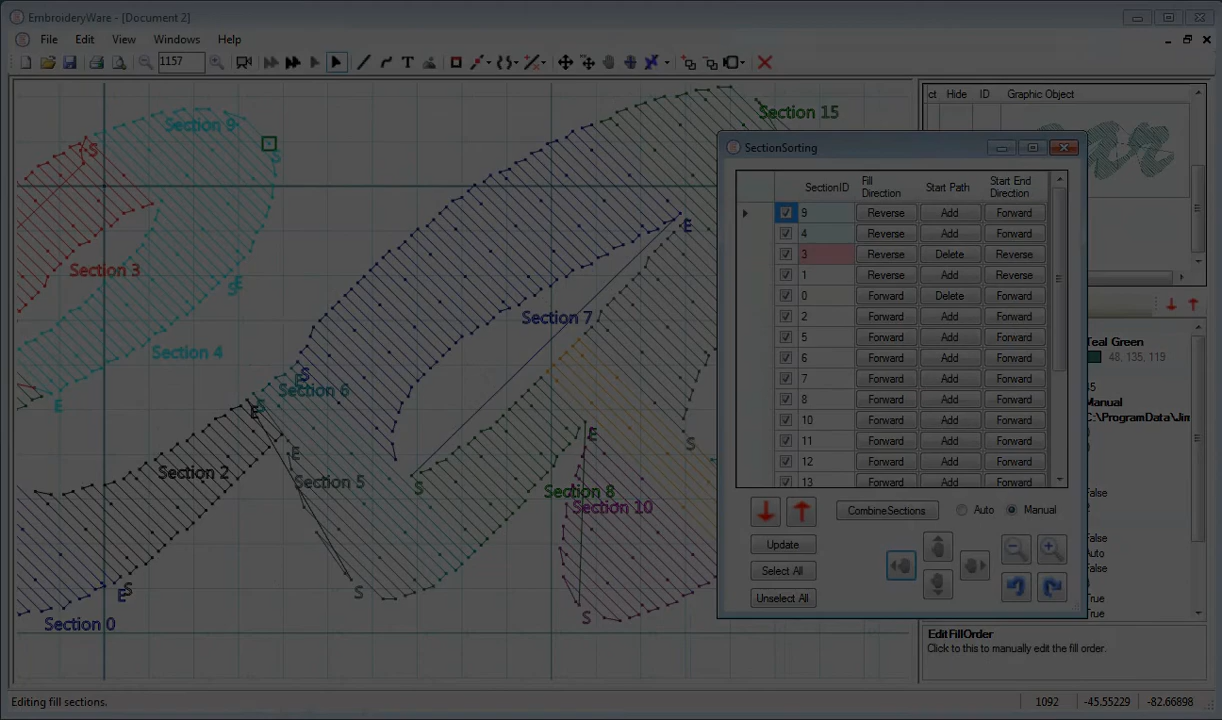 EmbroideryWare - [Document 2]
File Edit View Windows Help
1157
Section 9
S
S
Section 15
Section 3
E
S
Section 4
E
E
Section 7
S
E
Section 6
E
S
Section 2
E
Section 5
S
E
S
Section 8
Section 10
S
E
S
S
Section 0
SectionSorting
SectionID Fill Direction Start Path Start End Direction
9 Reverse Add Forward
4 Reverse Add Forward
3 Reverse Delete Reverse
1 Reverse Add Reverse
0 Forward Delete Forward
2 Forward Add Forward
5 Forward Add Forward
6 Forward Add Forward
7 Forward Add Forward
8 Forward Add Forward
10 Forward Add Forward
11 Forward Add Forward
12 Forward Add Forward
13 Forward Add Forward
CombineSections Auto Manual
Update
Select All
Unselect All
ct Hide ID Graphic Object
Teal Green
48, 135, 119
45
Manual
C:\ProgramData\Jim
False
False
Auto
False
True
True
EditFillOrder
Click to this to manually edit the fill order.
Editing fill sections.
1092 -45.55229 -82.66898